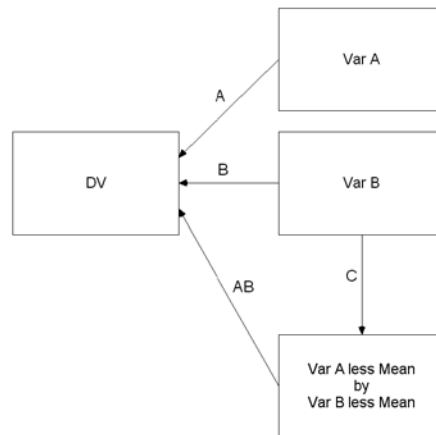 Var A
A
DV
B
Var B
AB
C
Var A less Mean
by
Var B less Mean